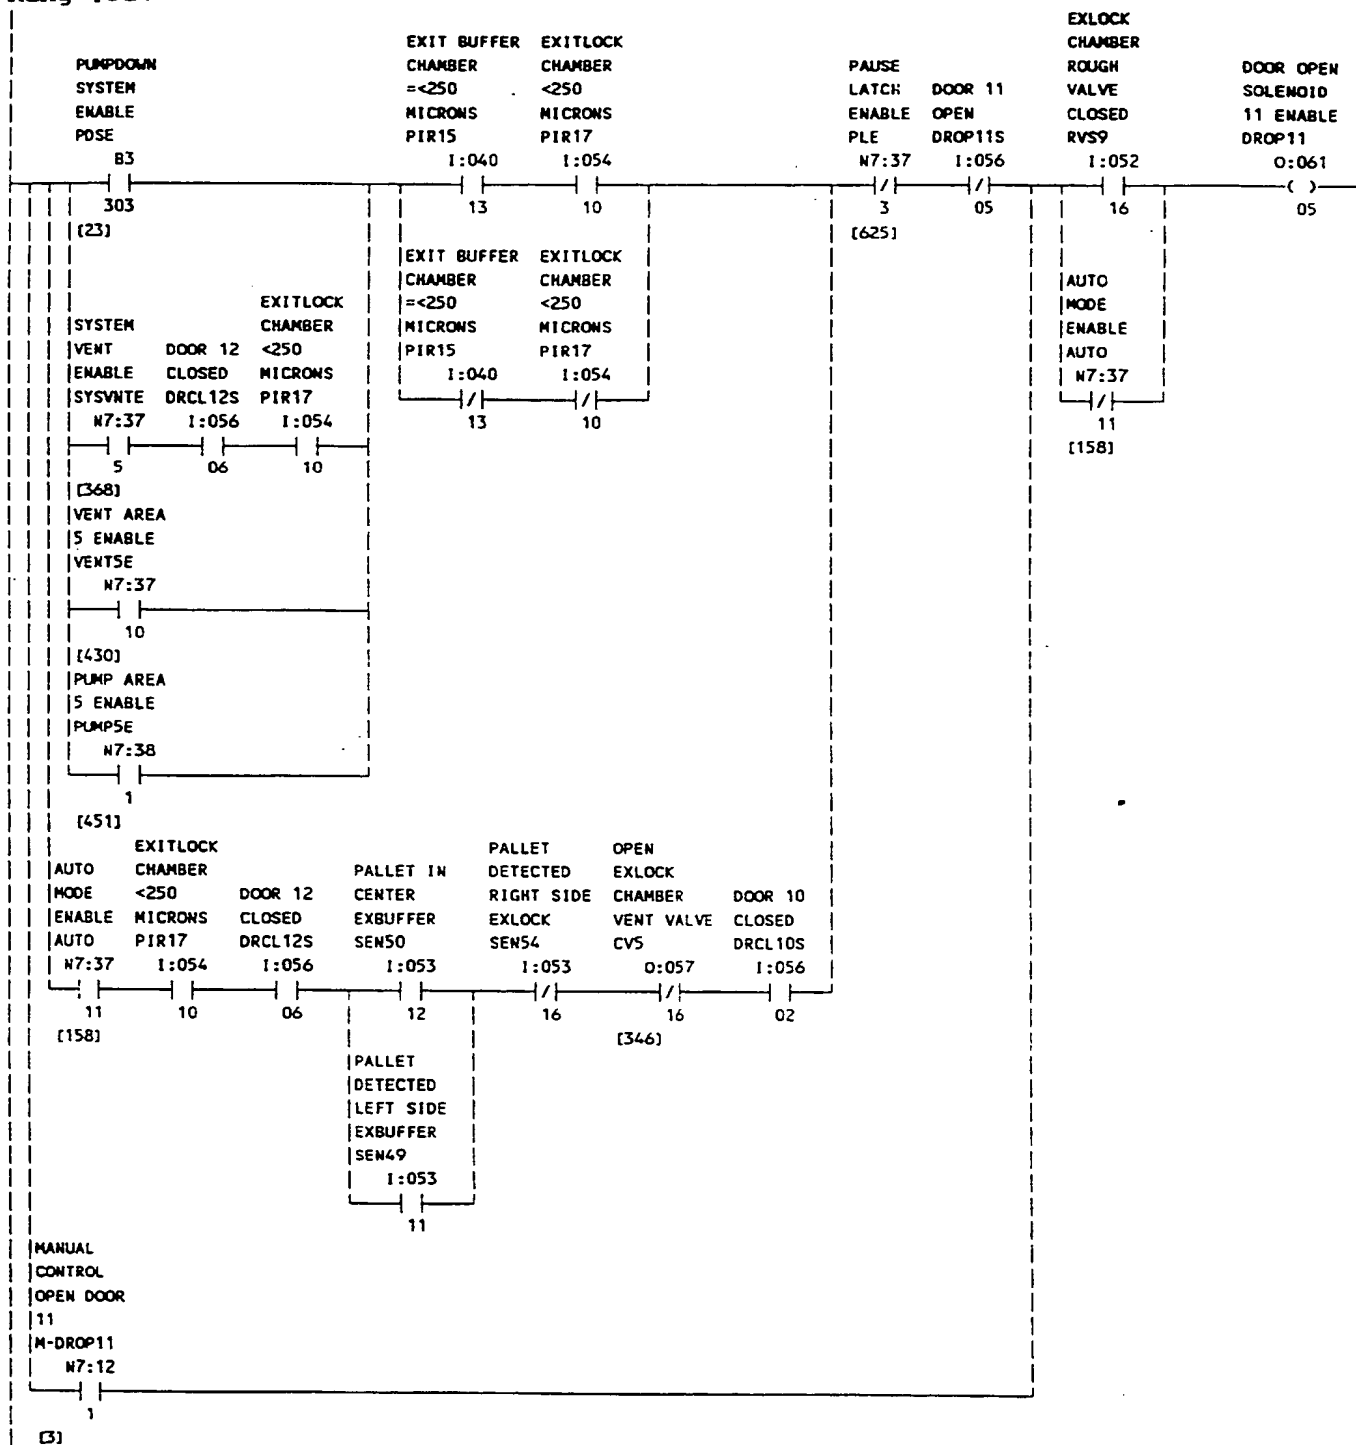 EXLOCK
EXIT BUFFER EXITLOCK CHAMBER
PUMPDOWN CHAMBER CHAMBER PAUSE ROUGH DOOR OPEN
SYSTEM =<250 <250 LATCH DOOR 11 VALVE SOLENOID
ENABLE MICRONS MICRONS ENABLE OPEN CLOSED 11 ENABLE
PDSE PIR15 PIR17 PLE DROP11S RVS9 DROP11
B3 I:040 I:054 N7:37 I:056 I:052 O:061
303 13 10 3 05 16 05
[23] [625]
EXIT BUFFER EXITLOCK
CHAMBER CHAMBER AUTO
EXITLOCK =<250 <250 MODE
SYSTEM CHAMBER MICRONS MICRONS ENABLE
VENT DOOR 12 <250 PIR15 PIR17 AUTO
ENABLE CLOSED MICRONS I:040 I:054 N7:37
SYSVNTE DRCL12S PIR17
N7:37 I:056 I:054 13 10 11
[158]
5 06 10
[368]
VENT AREA
5 ENABLE
VENT5E
N7:37
10
[430]
PUMP AREA
5 ENABLE
PUMP5E
N7:38
1
[451]
EXITLOCK PALLET OPEN
AUTO CHAMBER PALLET IN DETECTED EXLOCK
MODE <250 DOOR 12 CENTER RIGHT SIDE CHAMBER DOOR 10
ENABLE MICRONS CLOSED EXBUFFER EXLOCK VENT VALVE CLOSED
AUTO PIR17 DRCL12S SEN50 SEN54 CV5 DRCL10S
N7:37 I:054 I:056 I:053 I:053 O:057 I:056
11 10 06 12 16 16 02
[158] [346]
PALLET
DETECTED
LEFT SIDE
EXBUFFER
SEN49
I:053
11
MANUAL
CONTROL
OPEN DOOR
11
M-DROP11
N7:12
1
[3]